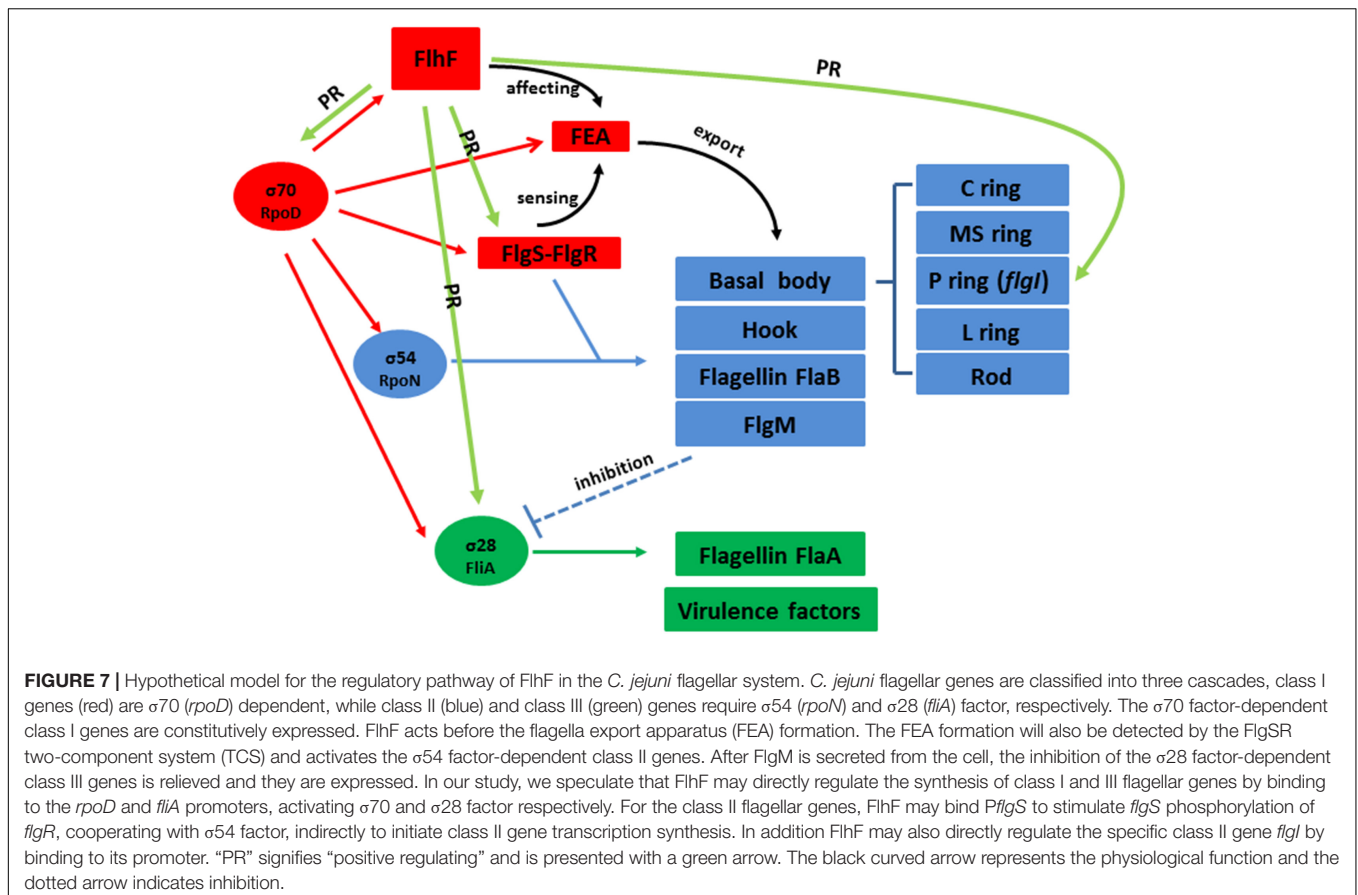 FlhF
PR
affecting
PR
FEA
export
PR
σ70
RpoD
sensing
FlgS-FlgR
C ring
MS ring
P ring (flgI)
L ring
Rod
Basal body
Hook
Flagellin FlaB
FlgM
PR
σ54
RpoN
inhibition
σ28
FliA
Flagellin FlaA
Virulence factors
FIGURE 7 | Hypothetical model for the regulatory pathway of FlhF in the C. jejuni flagellar system. C. jejuni flagellar genes are classified into three cascades, class I
genes (red) are σ70 (rpoD) dependent, while class II (blue) and class III (green) genes require σ54 (rpoN) and σ28 (fliA) factor, respectively. The σ70 factor-dependent
class I genes are constitutively expressed. FlhF acts before the flagella export apparatus (FEA) formation. The FEA formation will also be detected by the FlgSR
two-component system (TCS) and activates the σ54 factor-dependent class II genes. After FlgM is secreted from the cell, the inhibition of the σ28 factor-dependent
class III genes is relieved and they are expressed. In our study, we speculate that FlhF may directly regulate the synthesis of class I and III flagellar genes by binding
to the rpoD and fliA promoters, activating σ70 and σ28 factor respectively. For the class II flagellar genes, FlhF may bind PflgS to stimulate flgS phosphorylation of
flgR, cooperating with σ54 factor, indirectly to initiate class II gene transcription synthesis. In addition FlhF may also directly regulate the specific class II gene flgI by
binding to its promoter. “PR” signifies “positive regulating” and is presented with a green arrow. The black curved arrow represents the physiological function and the
dotted arrow indicates inhibition.